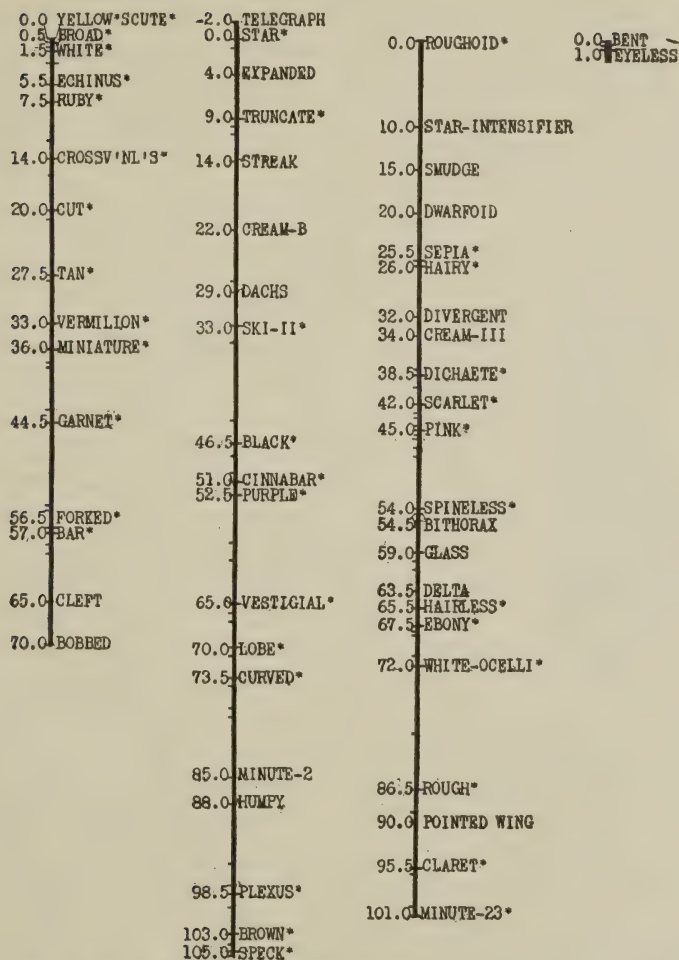 0.0 YELLOW*SCUTE*
0.5 BROAD*
1.5 WHITE*
5.5 ECHINUS*
7.5 RUBY*
14.0 CROSSV'NL'S*
20.0 CUT*
27.5 TAN*
33.0 VERMILION*
36.0 MINIATURE*
44.5 GARNET*
56.5 FORKED*
57.0 BAR*
65.0 CLEFT
70.0 BOBBED
-2.0 TELEGRAPH
0.0 STAR*
4.0 EXPANDED
9.0 TRUNCATE*
14.0 STREAK
22.0 CREAM-B
29.0 DACHS
33.0 SKI-II*
46.5 BLACK*
51.0 CINNABAR*
52.5 PURPLE*
65.0 VESTIGIAL*
70.0 LOBE*
73.5 CURVED*
85.0 MINUTE-2
88.0 HUMPY
98.5 PLEXUS*
103.0 BROWN*
105.0 SPECK*
0.0 ROUGHOID*
10.0 STAR-INTENSIFIER
15.0 SMUDGE
20.0 DWARFOID
25.5 SEPIA*
26.0 HAIRY*
32.0 DIVERGENT
34.0 CREAM-III
38.5 DICHAETE*
42.0 SCARLET*
45.0 PINK*
54.0 SPINELESS*
54.5 BITHORAX
59.0 GLASS
63.5 DELTA
65.5 HAIRLESS*
67.5 EBONY*
72.0 WHITE-OCELLI*
86.5 ROUGH*
90.0 POINTED WING
95.5 CLARET*
101.0 MINUTE-23*
0.0 BENT
1.0 EYELESS